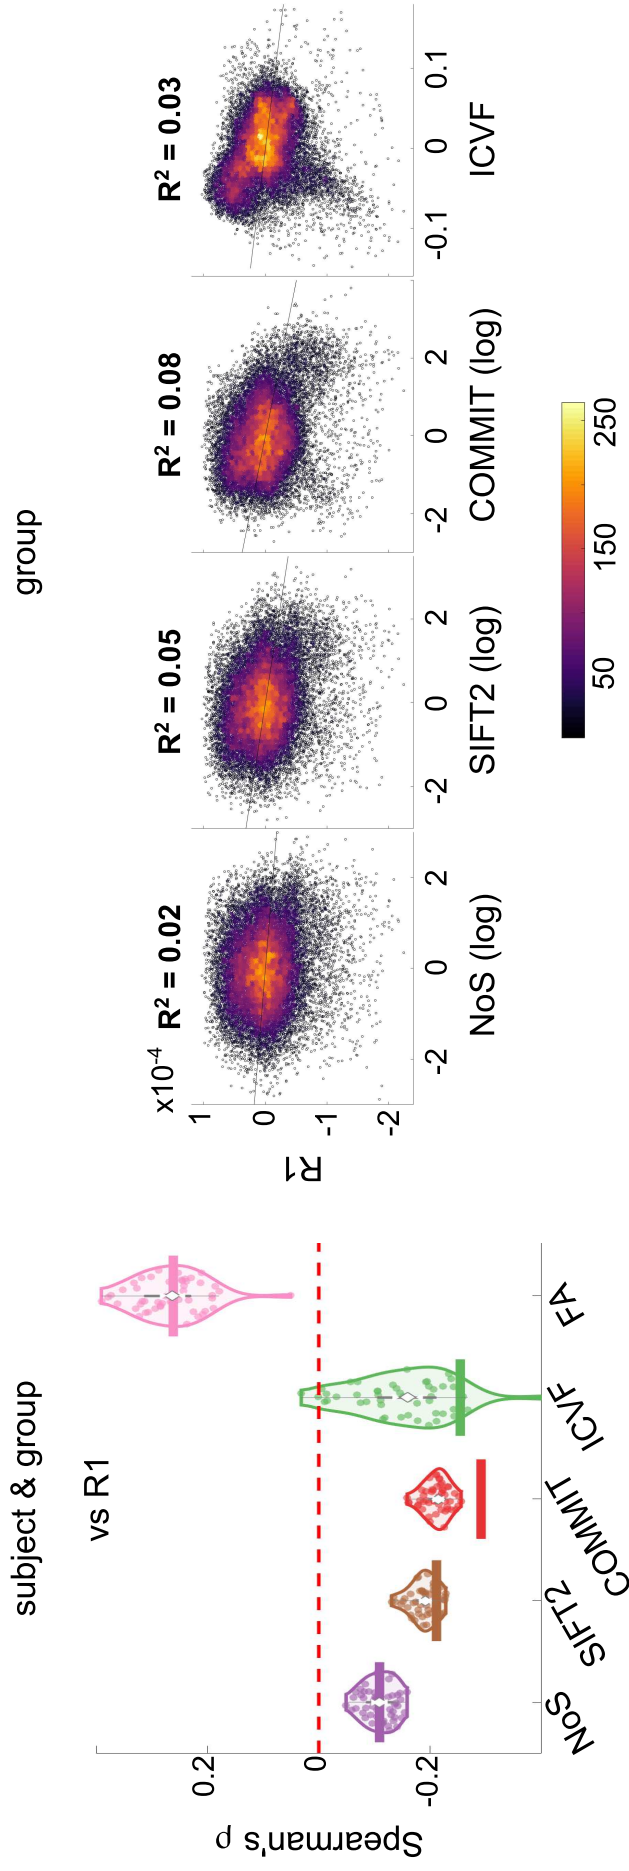 subject & group
vs R1
Spearman's ρ
0.2
0
-0.2
NoS
SIFT2
COMMIT
ICVF
FA
group
x10⁻⁴
R1
1
0
-1
-2
R² = 0.02
-2
0
2
NoS (log)
R² = 0.05
-2
0
2
SIFT2 (log)
R² = 0.08
-2
0
2
COMMIT (log)
R² = 0.03
-0.1
0
0.1
ICVF
50
150
250